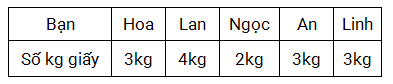 Bạn Hoa Lan Ngọc An Linh
Số kg giấy 3kg 4kg 2kg 3kg 3kg